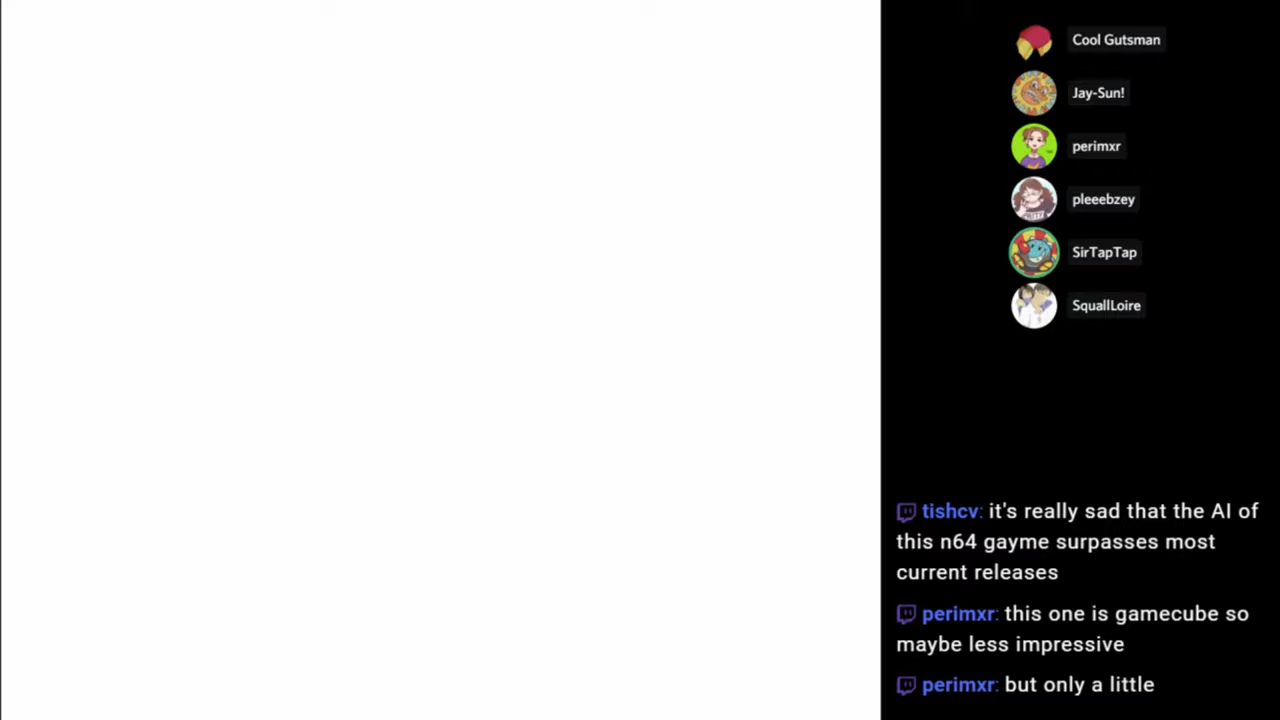 Cool Gutsman
Jay-Sun!
perimxr
pleeebzey
SirTapTap
SquallLoire
tishcv: it's really sad that the AI of
this n64 gayme surpasses most
current releases
perimxr: this one is gamecube so
maybe less impressive
perimxr: but only a little